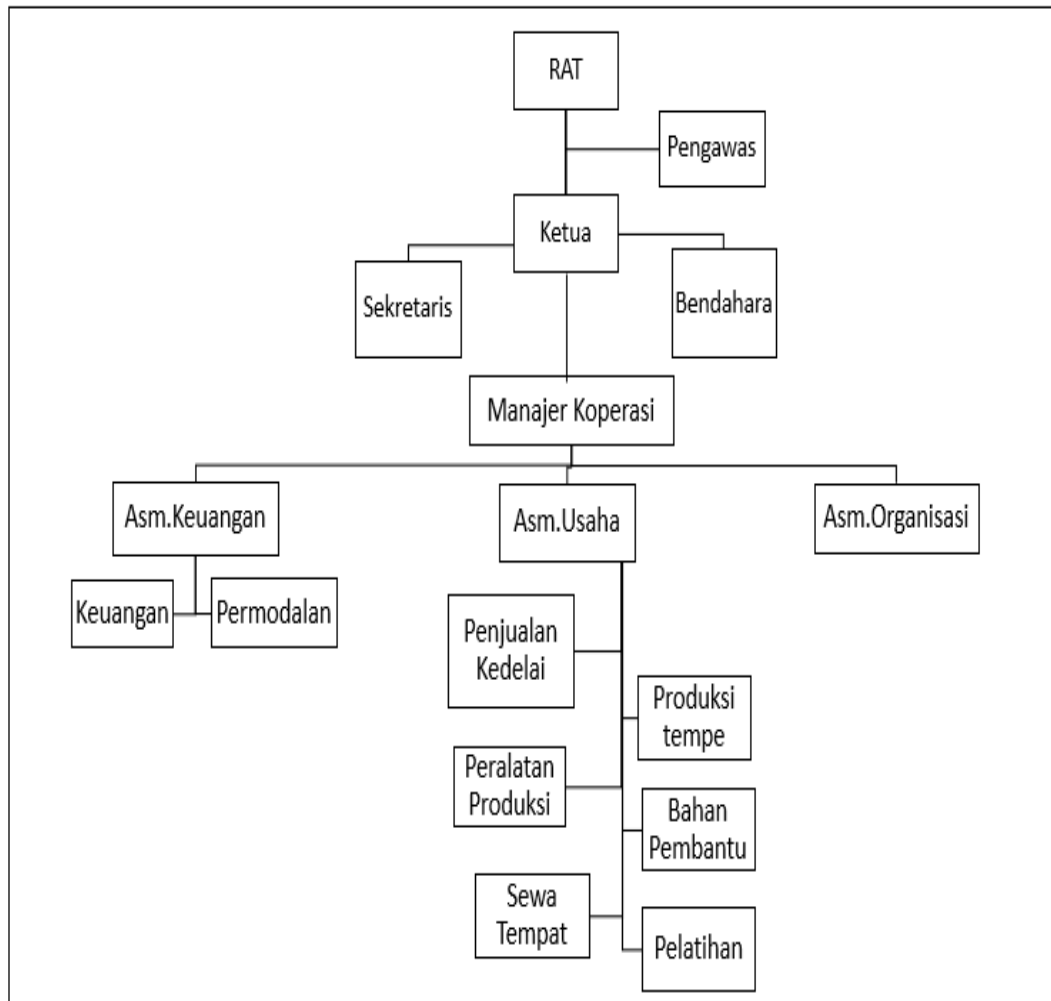 RAT
Pengawas
Ketua
Sekretaris
Bendahara
Manajer Koperasi
Asm.Keuangan
Asm.Usaha
Asm.Organisasi
Keuangan
Permodalan
Penjualan
Kedelai
Produksi
tempe
Peralatan
Produksi
Bahan
Pembantu
Sewa
Tempat
Pelatihan